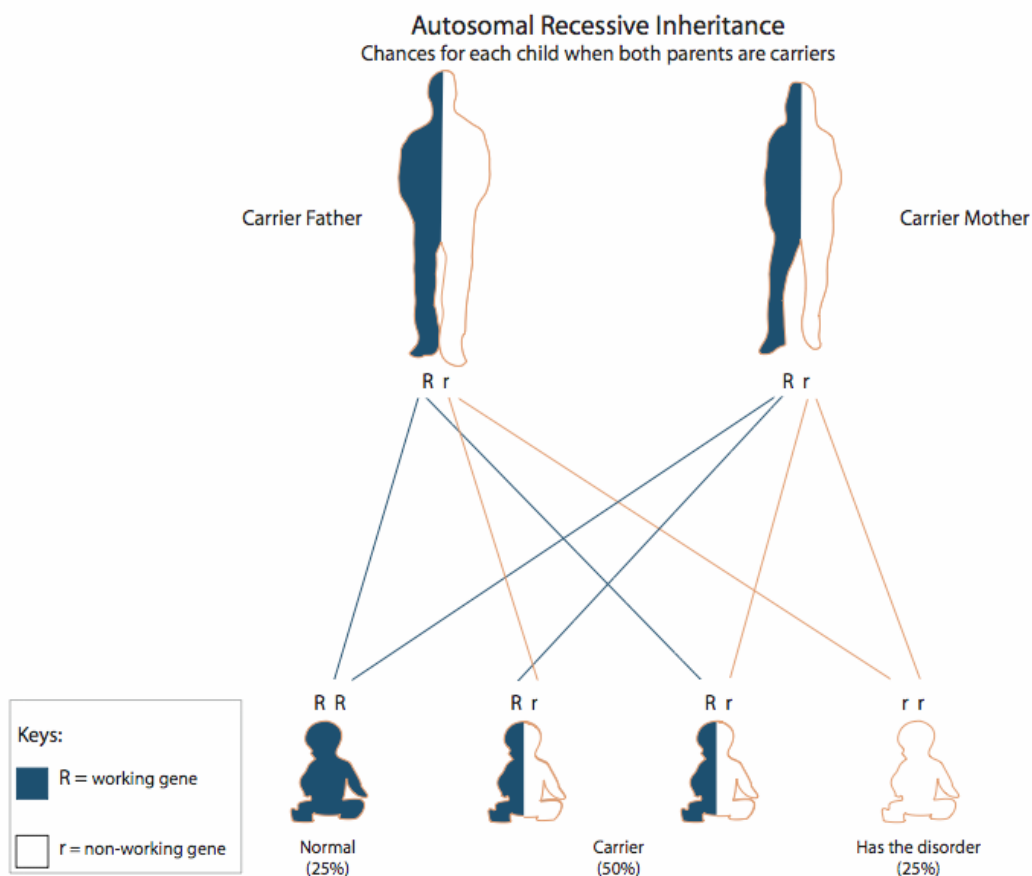 Autosomal Recessive Inheritance
Chances for each child when both parents are carriers
Carrier Father
Carrier Mother
R r
R r
R R
R r
R r
r r
Keys:
R = working gene
r = non-working gene
Normal
(25%)
Carrier
(50%)
Has the disorder
(25%)